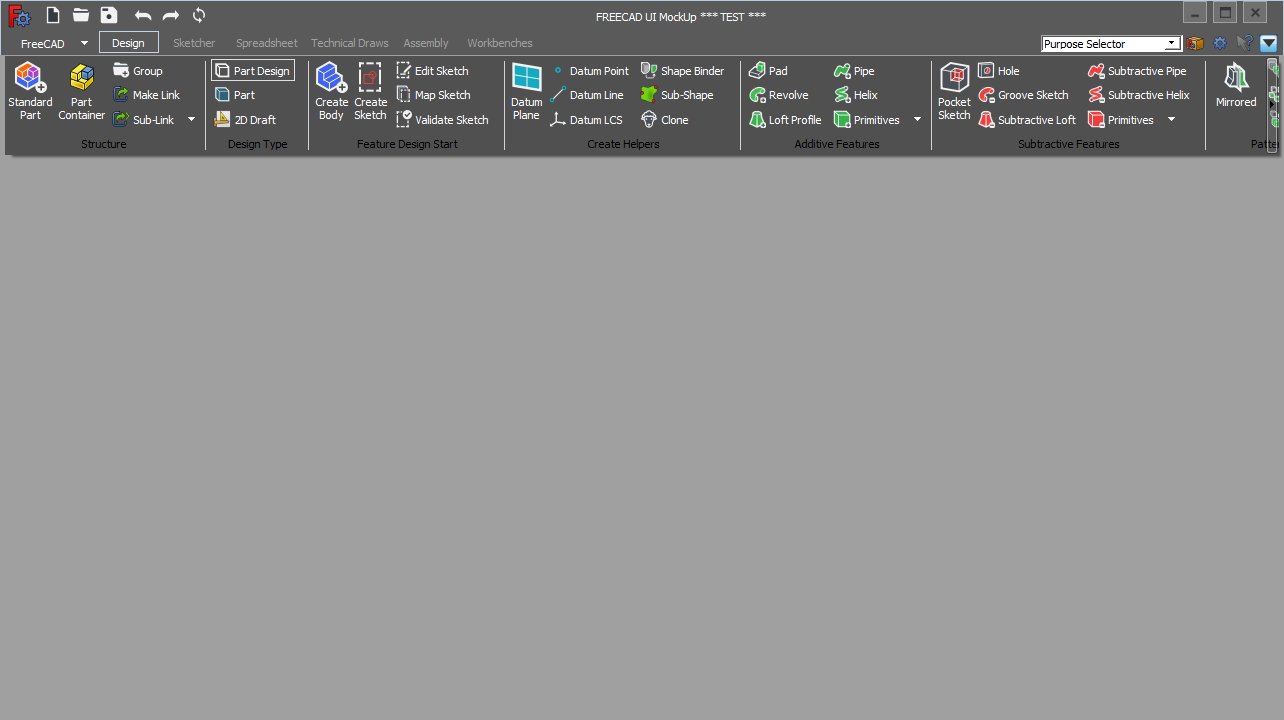 FREECAD UI MockUp *** TEST ***
FreeCAD Design Sketcher Spreadsheet Technical Draws Assembly Workbenches Purpose Selector
Standard Part
Part Container
Group
Make Link
Sub-Link
Structure
Part Design
Part
2D Draft
Design Type
Create Body
Create Sketch
Edit Sketch
Map Sketch
Validate Sketch
Feature Design Start
Datum Plane
Datum Point
Datum Line
Datum LCS
Shape Binder
Sub-Shape
Clone
Create Helpers
Pad
Revolve
Loft Profile
Pipe
Helix
Primitives
Additive Features
Pocket Sketch
Hole
Groove Sketch
Subtractive Loft
Subtractive Pipe
Subtractive Helix
Primitives
Subtractive Features
Mirrored